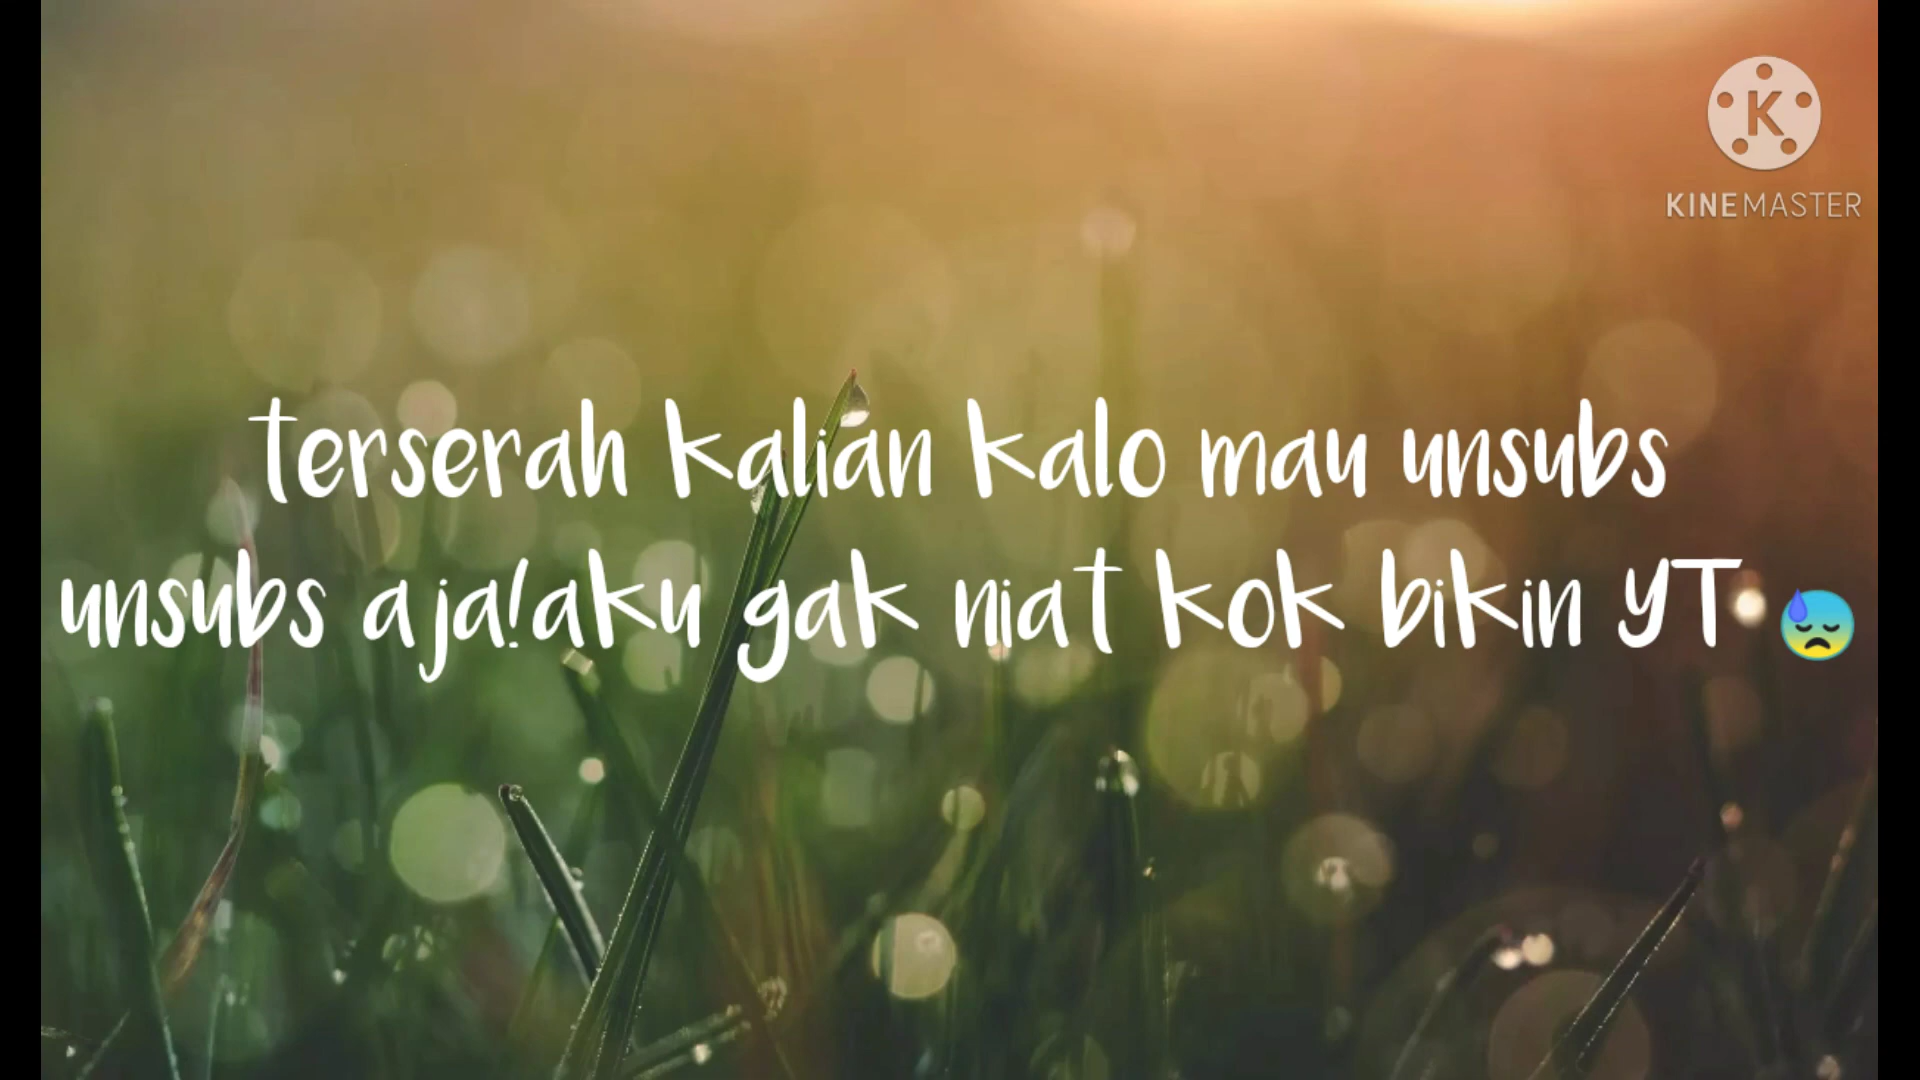 K
KINEMASTER
terserah kalian kalo mau unsubs
unsubs aja!aku gak niat kok bikin YT 😓